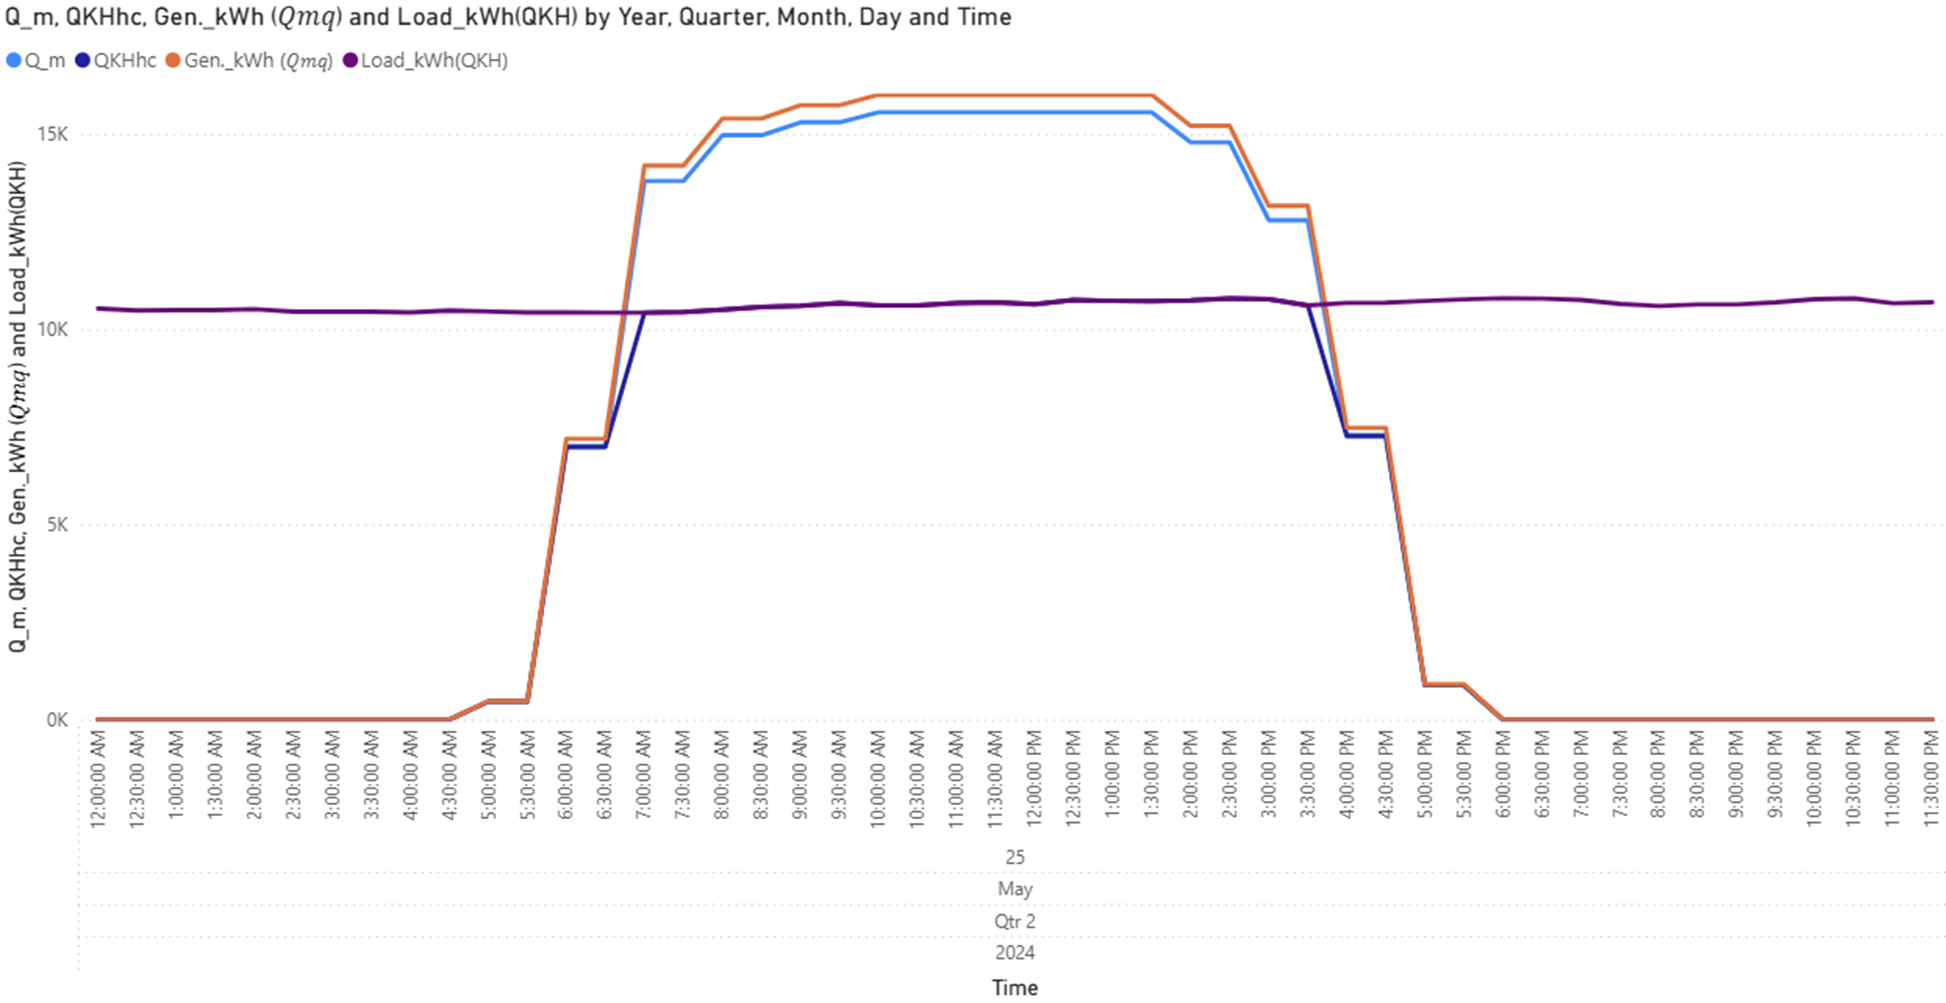 Q_m, QKHhc, Gen._kWh (Qmq) and Load_kWh(QKH) by Year, Quarter, Month, Day and Time
Q_m QKHhc Gen._kWh (Qmq) Load_kWh(QKH)
Q_m, QKHhc, Gen._kWh (Qmq) and Load_kWh(QKH)
15K
10K
5K
0K
12:00:00 AM
12:30:00 AM
1:00:00 AM
1:30:00 AM
2:00:00 AM
2:30:00 AM
3:00:00 AM
3:30:00 AM
4:00:00 AM
4:30:00 AM
5:00:00 AM
5:30:00 AM
6:00:00 AM
6:30:00 AM
7:00:00 AM
7:30:00 AM
8:00:00 AM
8:30:00 AM
9:00:00 AM
9:30:00 AM
10:00:00 AM
10:30:00 AM
11:00:00 AM
11:30:00 AM
12:00:00 PM
12:30:00 PM
1:00:00 PM
1:30:00 PM
2:00:00 PM
2:30:00 PM
3:00:00 PM
3:30:00 PM
4:00:00 PM
4:30:00 PM
5:00:00 PM
5:30:00 PM
6:00:00 PM
6:30:00 PM
7:00:00 PM
7:30:00 PM
8:00:00 PM
8:30:00 PM
9:00:00 PM
9:30:00 PM
10:00:00 PM
10:30:00 PM
11:00:00 PM
11:30:00 PM
25
May
Qtr 2
2024
Time